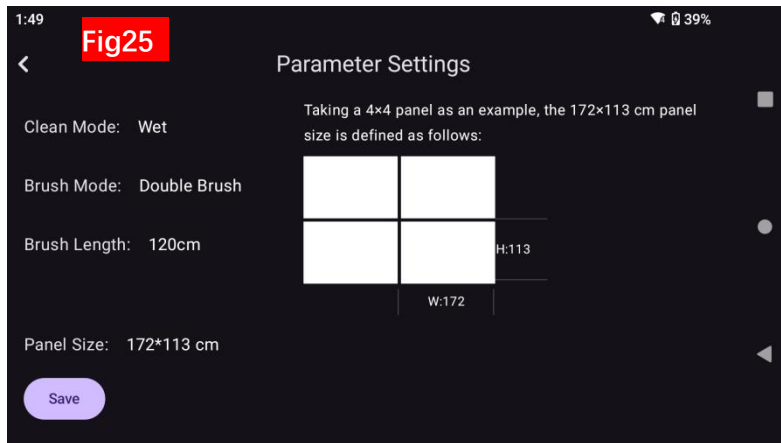 1:49
39%
Fig25
Parameter Settings
Clean Mode: Wet
Brush Mode: Double Brush
Brush Length: 120cm
Panel Size: 172*113 cm
Save
Taking a 4×4 panel as an example, the 172×113 cm panel
size is defined as follows:
H:113
W:172